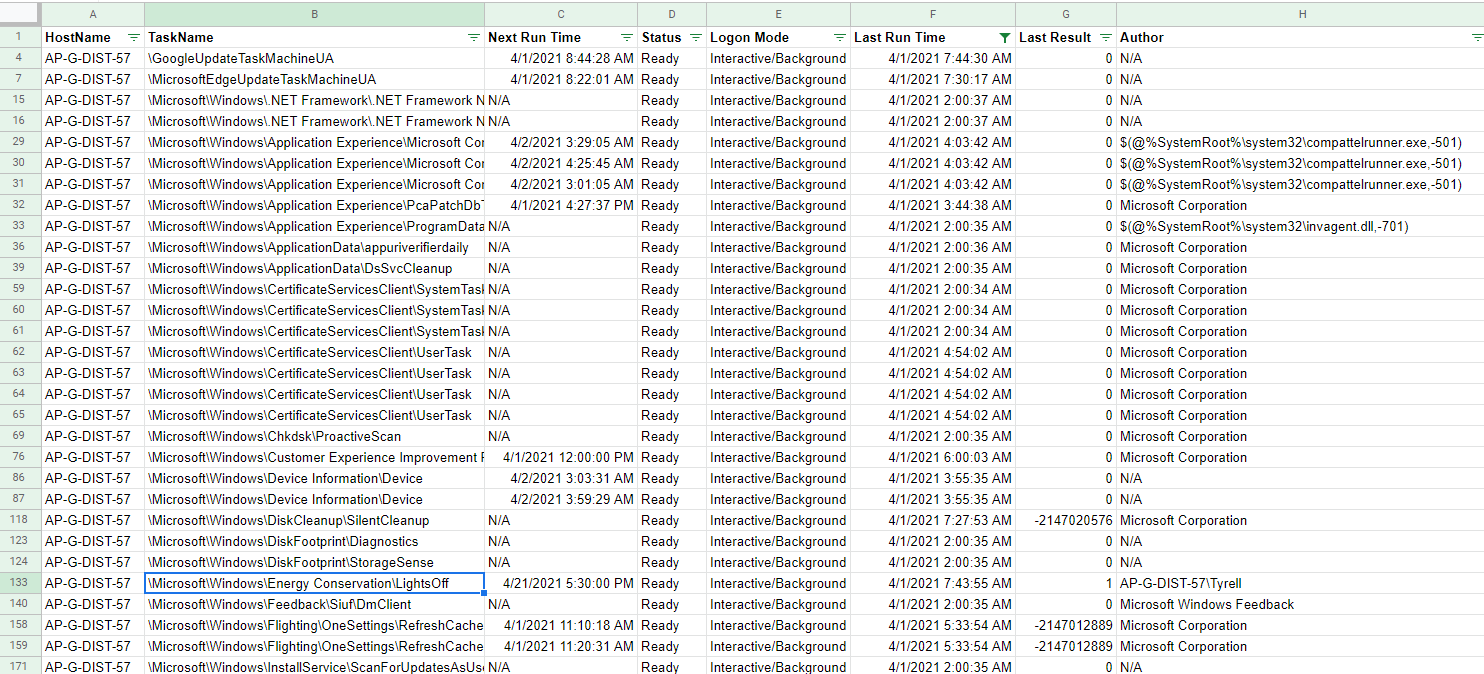 A B C D E F G H
1 HostName TaskName Next Run Time Status Logon Mode Last Run Time Last Result Author
4 AP-G-DIST-57 \GoogleUpdateTaskMachineUA 4/1/2021 8:44:28 AM Ready Interactive/Background 4/1/2021 7:44:30 AM 0 N/A
7 AP-G-DIST-57 \MicrosoftEdgeUpdateTaskMachineUA 4/1/2021 8:22:01 AM Ready Interactive/Background 4/1/2021 7:30:17 AM 0 N/A
15 AP-G-DIST-57 \Microsoft\Windows\.NET Framework\.NET Framework N N/A Ready Interactive/Background 4/1/2021 2:00:37 AM 0 N/A
16 AP-G-DIST-57 \Microsoft\Windows\.NET Framework\.NET Framework N N/A Ready Interactive/Background 4/1/2021 2:00:37 AM 0 N/A
29 AP-G-DIST-57 \Microsoft\Windows\Application Experience\Microsoft Cor 4/2/2021 3:29:05 AM Ready Interactive/Background 4/1/2021 4:03:42 AM 0 $(@%SystemRoot%\system32\compattelrunner.exe,-501)
30 AP-G-DIST-57 \Microsoft\Windows\Application Experience\Microsoft Cor 4/2/2021 4:25:45 AM Ready Interactive/Background 4/1/2021 4:03:42 AM 0 $(@%SystemRoot%\system32\compattelrunner.exe,-501)
31 AP-G-DIST-57 \Microsoft\Windows\Application Experience\Microsoft Cor 4/2/2021 3:01:05 AM Ready Interactive/Background 4/1/2021 4:03:42 AM 0 $(@%SystemRoot%\system32\compattelrunner.exe,-501)
32 AP-G-DIST-57 \Microsoft\Windows\Application Experience\PcaPatchDbT 4/1/2021 4:27:37 PM Ready Interactive/Background 4/1/2021 3:44:38 AM 0 Microsoft Corporation
33 AP-G-DIST-57 \Microsoft\Windows\Application Experience\ProgramData N/A Ready Interactive/Background 4/1/2021 2:00:35 AM 0 $(@%SystemRoot%\system32\invagent.dll,-701)
36 AP-G-DIST-57 \Microsoft\Windows\ApplicationData\appuriverifierdaily N/A Ready Interactive/Background 4/1/2021 2:00:36 AM 0 Microsoft Corporation
39 AP-G-DIST-57 \Microsoft\Windows\ApplicationData\DsSvcCleanup N/A Ready Interactive/Background 4/1/2021 2:00:35 AM 0 Microsoft Corporation
59 AP-G-DIST-57 \Microsoft\Windows\CertificateServicesClient\SystemTask N/A Ready Interactive/Background 4/1/2021 2:00:34 AM 0 Microsoft Corporation
60 AP-G-DIST-57 \Microsoft\Windows\CertificateServicesClient\SystemTask N/A Ready Interactive/Background 4/1/2021 2:00:34 AM 0 Microsoft Corporation
61 AP-G-DIST-57 \Microsoft\Windows\CertificateServicesClient\SystemTask N/A Ready Interactive/Background 4/1/2021 2:00:34 AM 0 Microsoft Corporation
62 AP-G-DIST-57 \Microsoft\Windows\CertificateServicesClient\UserTask N/A Ready Interactive/Background 4/1/2021 4:54:02 AM 0 Microsoft Corporation
63 AP-G-DIST-57 \Microsoft\Windows\CertificateServicesClient\UserTask N/A Ready Interactive/Background 4/1/2021 4:54:02 AM 0 Microsoft Corporation
64 AP-G-DIST-57 \Microsoft\Windows\CertificateServicesClient\UserTask N/A Ready Interactive/Background 4/1/2021 4:54:02 AM 0 Microsoft Corporation
65 AP-G-DIST-57 \Microsoft\Windows\CertificateServicesClient\UserTask N/A Ready Interactive/Background 4/1/2021 4:54:02 AM 0 Microsoft Corporation
69 AP-G-DIST-57 \Microsoft\Windows\Chkdsk\ProactiveScan N/A Ready Interactive/Background 4/1/2021 2:00:35 AM 0 Microsoft Corporation
76 AP-G-DIST-57 \Microsoft\Windows\Customer Experience Improvement P 4/1/2021 12:00:00 PM Ready Interactive/Background 4/1/2021 6:00:03 AM 0 Microsoft Corporation
86 AP-G-DIST-57 \Microsoft\Windows\Device Information\Device 4/2/2021 3:03:31 AM Ready Interactive/Background 4/1/2021 3:55:35 AM 0 N/A
87 AP-G-DIST-57 \Microsoft\Windows\Device Information\Device 4/2/2021 3:59:29 AM Ready Interactive/Background 4/1/2021 3:55:35 AM 0 N/A
118 AP-G-DIST-57 \Microsoft\Windows\DiskCleanup\SilentCleanup N/A Ready Interactive/Background 4/1/2021 7:27:53 AM -2147020576 Microsoft Corporation
123 AP-G-DIST-57 \Microsoft\Windows\DiskFootprint\Diagnostics N/A Ready Interactive/Background 4/1/2021 2:00:35 AM 0 N/A
124 AP-G-DIST-57 \Microsoft\Windows\DiskFootprint\StorageSense N/A Ready Interactive/Background 4/1/2021 2:00:35 AM 0 N/A
133 AP-G-DIST-57 \Microsoft\Windows\Energy Conservation\LightsOff 4/21/2021 5:30:00 PM Ready Interactive/Background 4/1/2021 7:43:55 AM 1 AP-G-DIST-57\Tyrell
140 AP-G-DIST-57 \Microsoft\Windows\Feedback\Siuf\DmClient N/A Ready Interactive/Background 4/1/2021 2:00:35 AM 0 Microsoft Windows Feedback
158 AP-G-DIST-57 \Microsoft\Windows\Flighting\OneSettings\RefreshCache 4/1/2021 11:10:18 AM Ready Interactive/Background 4/1/2021 5:33:54 AM -2147012889 Microsoft Corporation
159 AP-G-DIST-57 \Microsoft\Windows\Flighting\OneSettings\RefreshCache 4/1/2021 11:20:31 AM Ready Interactive/Background 4/1/2021 5:33:54 AM -2147012889 Microsoft Corporation
171 AP-G-DIST-57 \Microsoft\Windows\InstallService\ScanForUpdatesAsUse N/A Ready Interactive/Background 4/1/2021 2:00:35 AM 0 N/A